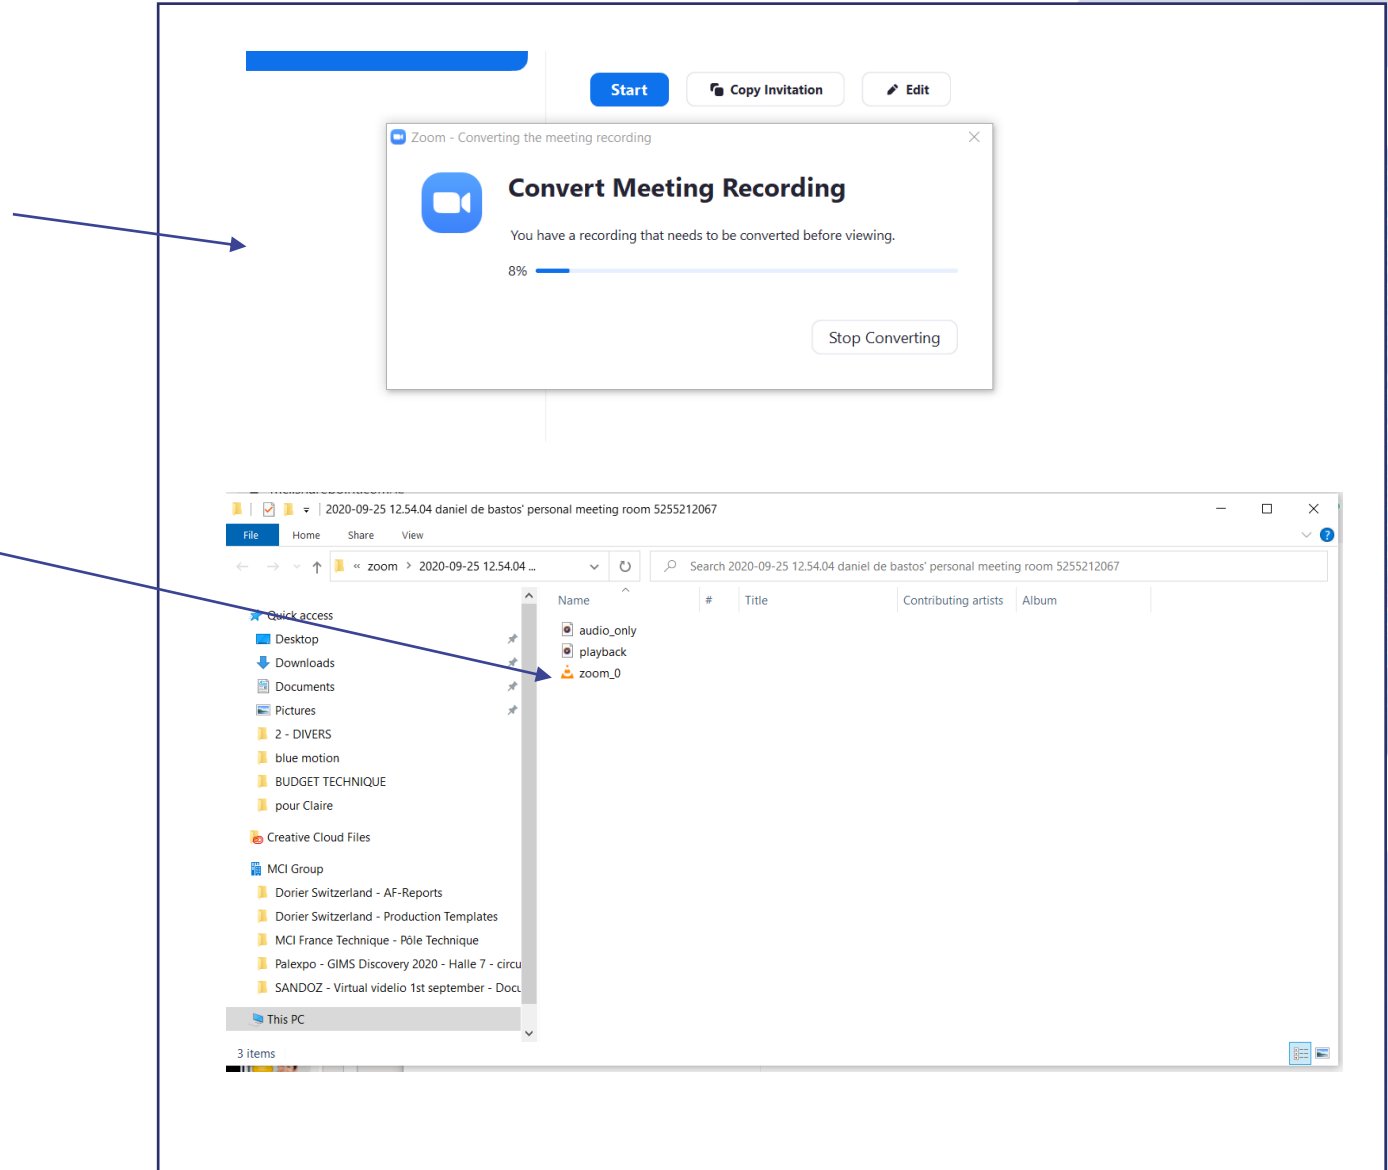 Start
Copy Invitation
Edit
Zoom - Converting the meeting recording
Convert Meeting Recording
You have a recording that needs to be converted before viewing.
8%
Stop Converting
2020-09-25 12.54.04 daniel de bastos' personal meeting room 5255212067
File Home Share View
« zoom > 2020-09-25 12.54.04 ...
Search 2020-09-25 12.54.04 daniel de bastos' personal meeting room 5255212067
Name # Title Contributing artists Album
audio_only
playback
zoom_0
Quick access
Desktop
Downloads
Documents
Pictures
2 - DIVERS
blue motion
BUDGET TECHNIQUE
pour Claire
Creative Cloud Files
MCI Group
Dorier Switzerland - AF-Reports
Dorier Switzerland - Production Templates
MCI France Technique - Pôle Technique
Palexpo - GIMS Discovery 2020 - Halle 7 - circu
SANDOZ - Virtual videlio 1st september - Docu
This PC
3 items